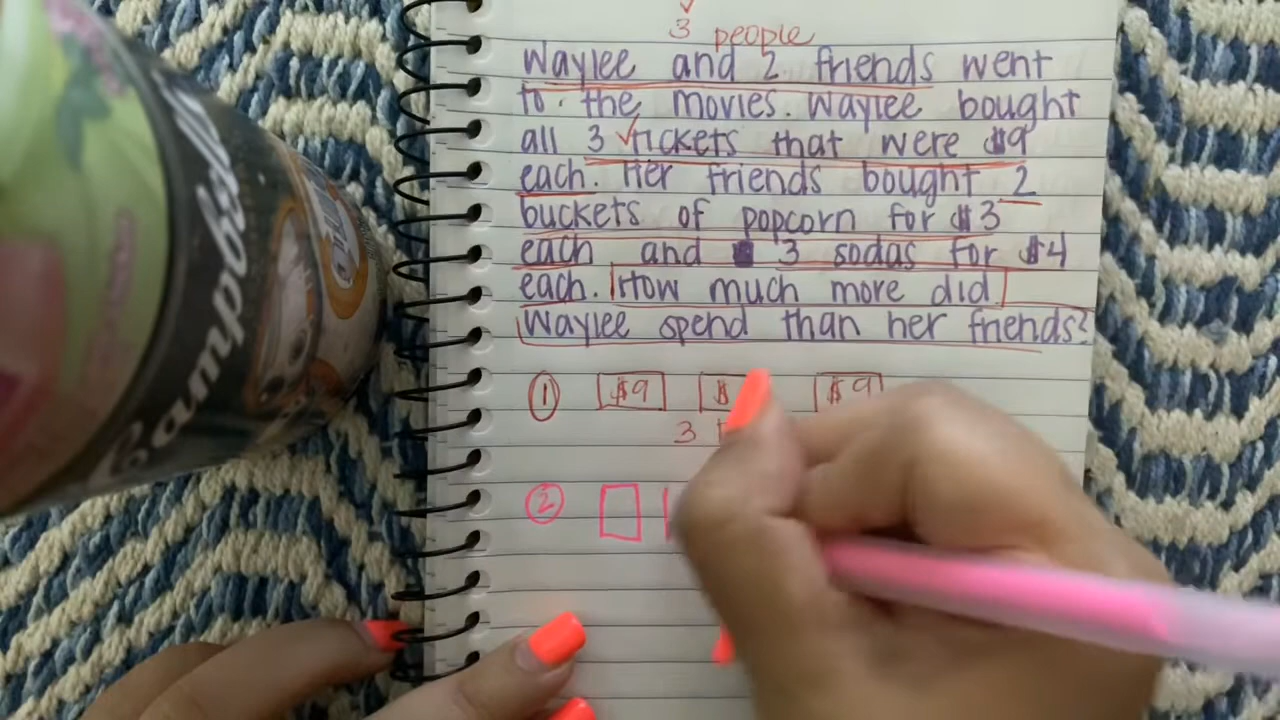 3 people
Waylee and 2 friends went
to the movies. Waylee bought
all 3 tickets that were $9
each. Her friends bought 2
buckets of popcorn for $3
each and 3 sodas for $4
each. How much more did
Waylee spend than her friends?
1 $9 $ $9
3
2